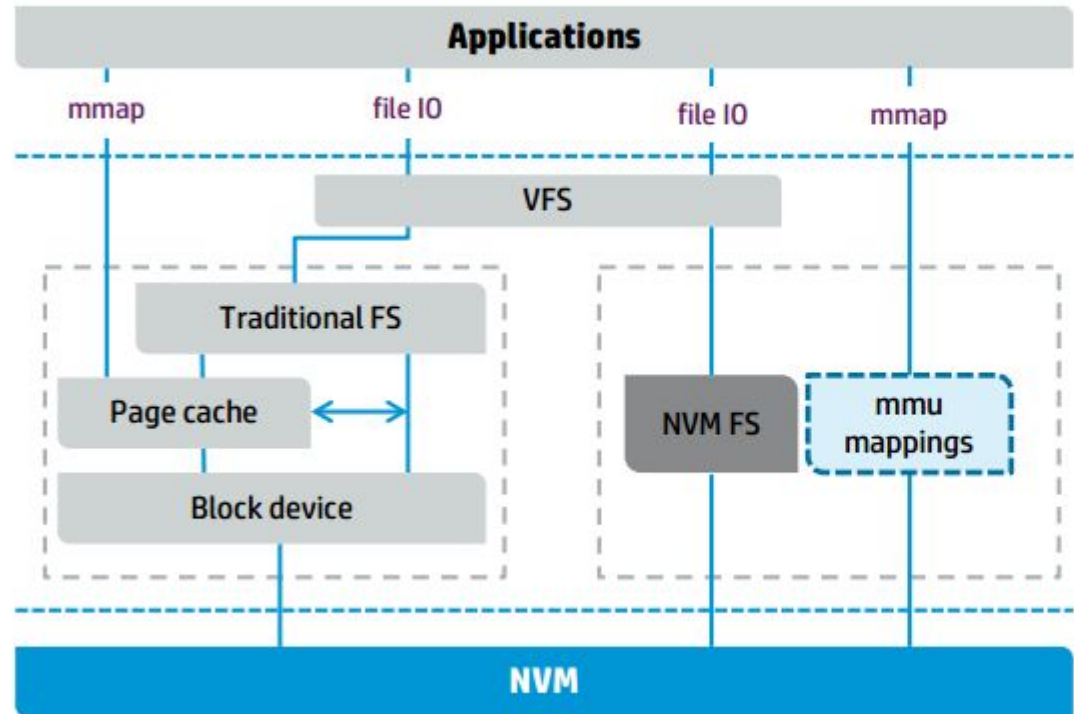 Applications
mmap
file IO
file IO
mmap
VFS
Traditional FS
Page cache
Block device
NVM FS
mmu
mappings
NVM